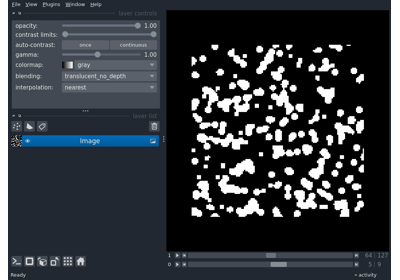 File View Plugins Window Help
layer controls
opacity: 1.00
contrast limits:
auto-contrast: once continuous
gamma: 1.00
colormap: gray
blending: translucent_no_depth
interpolation: nearest
layer list
Image
1 64 127
0 5 9
Ready activity